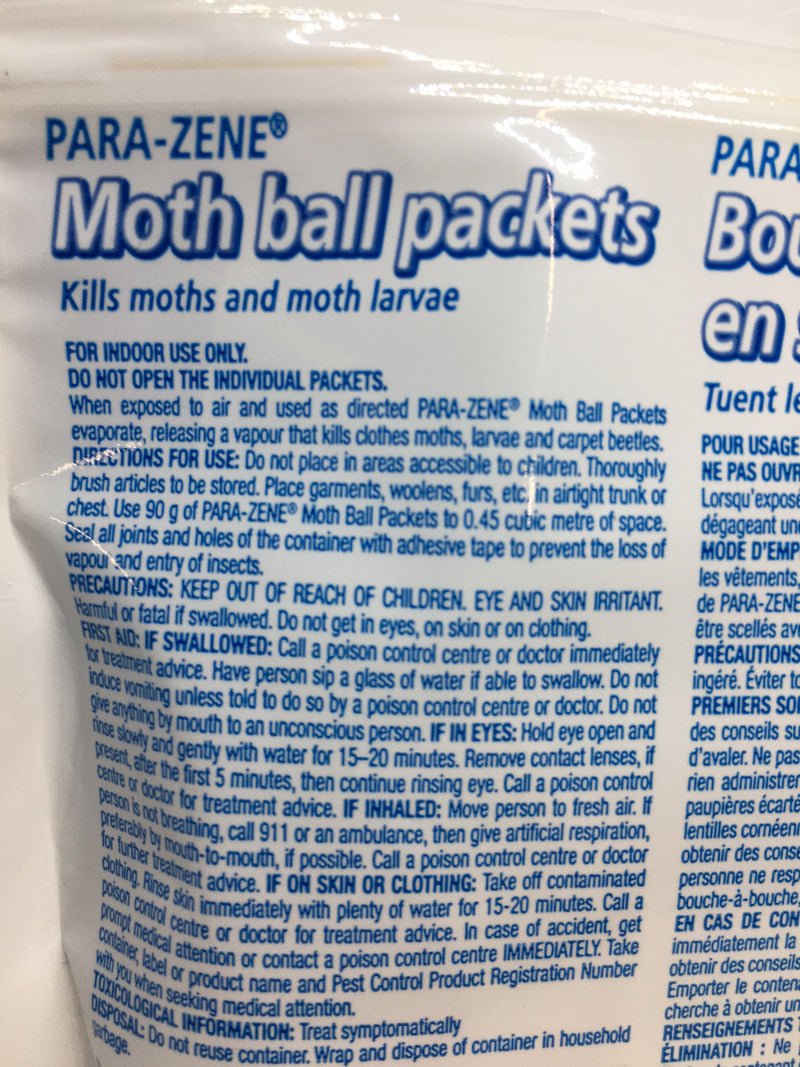 PARA-ZENE®
Moth ball packets
Kills moths and moth larvae
FOR INDOOR USE ONLY.
DO NOT OPEN THE INDIVIDUAL PACKETS.
When exposed to air and used as directed PARA-ZENE® Moth Ball Packets
evaporate, releasing a vapour that kills clothes moths, larvae and carpet beetles.
DIRECTIONS FOR USE: Do not place in areas accessible to children. Thoroughly
brush articles to be stored. Place garments, woolens, furs, etc. in airtight trunk or
chest. Use 90 g of PARA-ZENE® Moth Ball Packets to 0.45 cubic metre of space.
Seal all joints and holes of the container with adhesive tape to prevent the loss of
vapour and entry of insects.
PRECAUTIONS: KEEP OUT OF REACH OF CHILDREN. EYE AND SKIN IRRITANT.
Harmful or fatal if swallowed. Do not get in eyes, on skin or on clothing.
FIRST AID: IF SWALLOWED: Call a poison control centre or doctor immediately
for treatment advice. Have person sip a glass of water if able to swallow. Do not
induce vomiting unless told to do so by a poison control centre or doctor. Do not
give anything by mouth to an unconscious person. IF IN EYES: Hold eye open and
rinse slowly and gently with water for 15–20 minutes. Remove contact lenses, if
present, after the first 5 minutes, then continue rinsing eye. Call a poison control
centre or doctor for treatment advice. IF INHALED: Move person to fresh air. If
person is not breathing, call 911 or an ambulance, then give artificial respiration,
preferably by mouth-to-mouth, if possible. Call a poison control centre or doctor
for further treatment advice. IF ON SKIN OR CLOTHING: Take off contaminated
clothing. Rinse skin immediately with plenty of water for 15-20 minutes. Call a
poison control centre or doctor for treatment advice. In case of accident, get
prompt medical attention or contact a poison control centre IMMEDIATELY. Take
container, label or product name and Pest Control Product Registration Number
with you when seeking medical attention.
TOXICOLOGICAL INFORMATION: Treat symptomatically
DISPOSAL: Do not reuse container. Wrap and dispose of container in household
garbage.
PARA
Bou
en
Tuent le
POUR USAGE
NE PAS OUVR
Lorsqu'exposé
dégageant une
MODE D'EMP
les vêtements,
de PARA-ZENE
être scellés ave
PRÉCAUTIONS
ingéré. Éviter to
PREMIERS SOI
des conseils su
d'avaler. Ne pas
rien administrer
paupières écarté
lentilles cornéenn
obtenir des conse
personne ne resp
bouche-à-bouche,
EN CAS DE CON
immédiatement la
obtenir des conseils
Emporter le contena
cherche à obtenir un
RENSEIGNEMENTS T
ÉLIMINATION : Ne